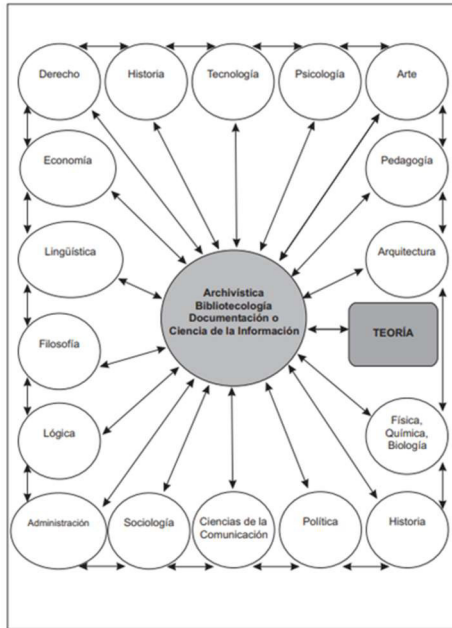 Derecho
Historia
Tecnología
Psicología
Arte
Economía
Pedagogía
Lingüística
Arquitectura
Archivística
Bibliotecología
Documentación o
Ciencia de la Información
TEORÍA
Filosofía
Lógica
Física,
Química,
Biología
Administración
Sociología
Ciencias de la
Comunicación
Política
Historia